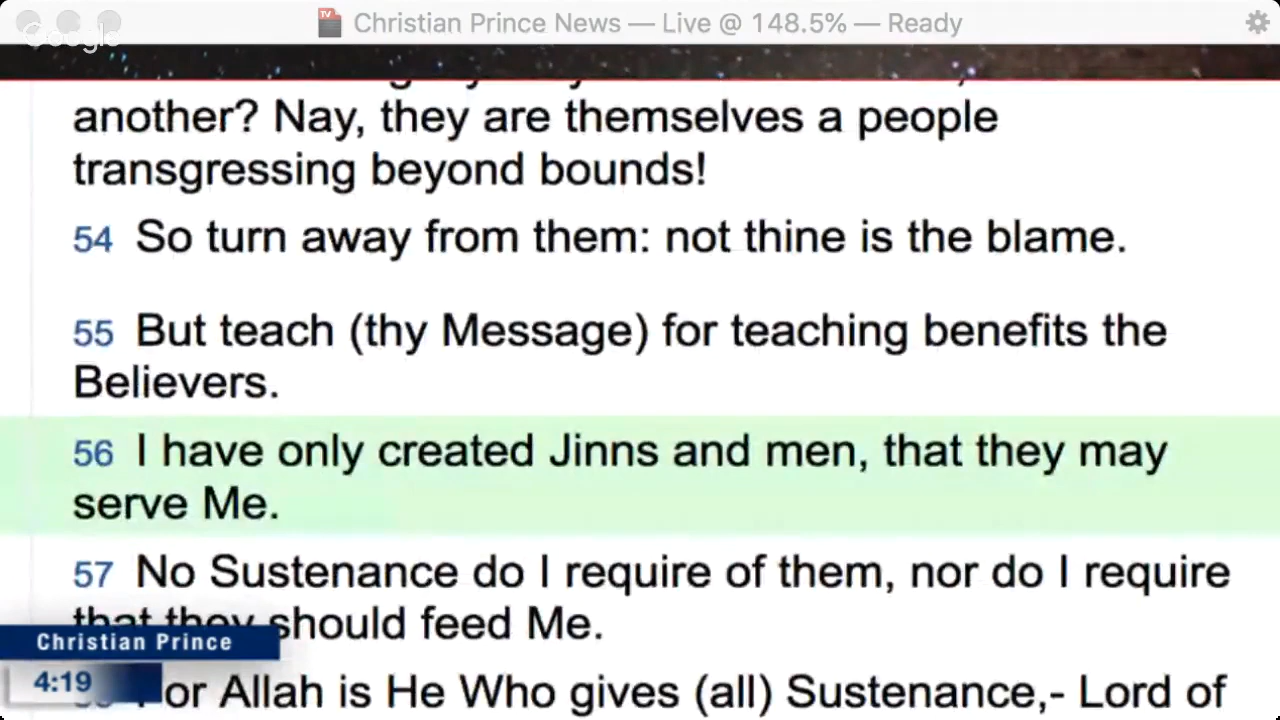 Christian Prince News — Live @ 148.5% — Ready
Google
another? Nay, they are themselves a people
transgressing beyond bounds!
54 So turn away from them: not thine is the blame.
55 But teach (thy Message) for teaching benefits the
Believers.
56 I have only created Jinns and men, that they may
serve Me.
57 No Sustenance do I require of them, nor do I require
that they should feed Me.
Christian Prince
4:19
or Allah is He Who gives (all) Sustenance,- Lord of